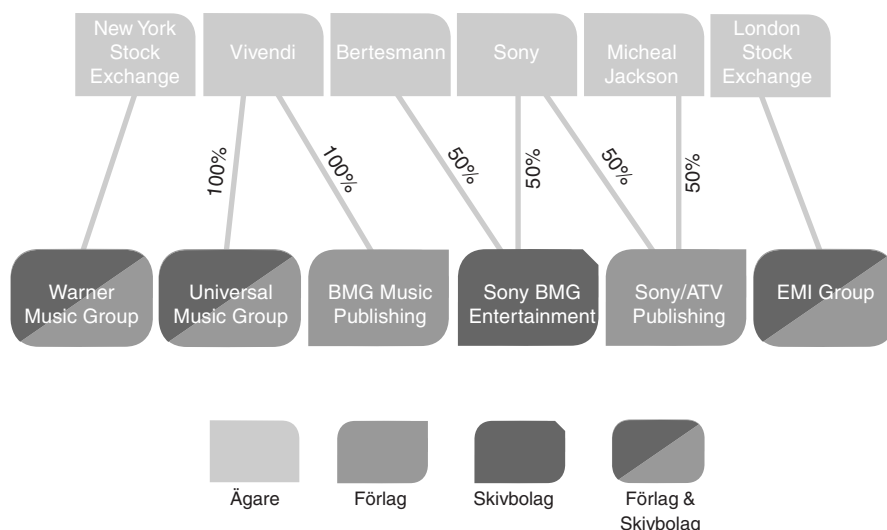 New York
Stock
Exchange
Vivendi
Bertesmann
Sony
Micheal
Jackson
London
Stock
Exchange
100%
100%
50%
50%
50%
50%
Warner
Music Group
Universal
Music Group
BMG Music
Publishing
Sony BMG
Entertainment
Sony/ATV
Publishing
EMI Group
Ägare
Förlag
Skivbolag
Förlag &
Skivbolag